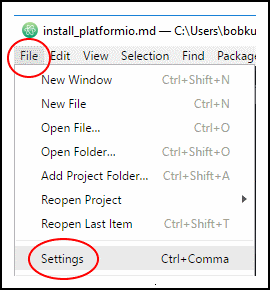 install_platformio.md — C:\Users\bobku
File Edit View Selection Find Package
New Window Ctrl+Shift+N
New File Ctrl+N
Open File... Ctrl+O
Open Folder... Ctrl+Shift+O
Add Project Folder... Ctrl+Shift+A
Reopen Project
Reopen Last Item Ctrl+Shift+T
Settings Ctrl+Comma